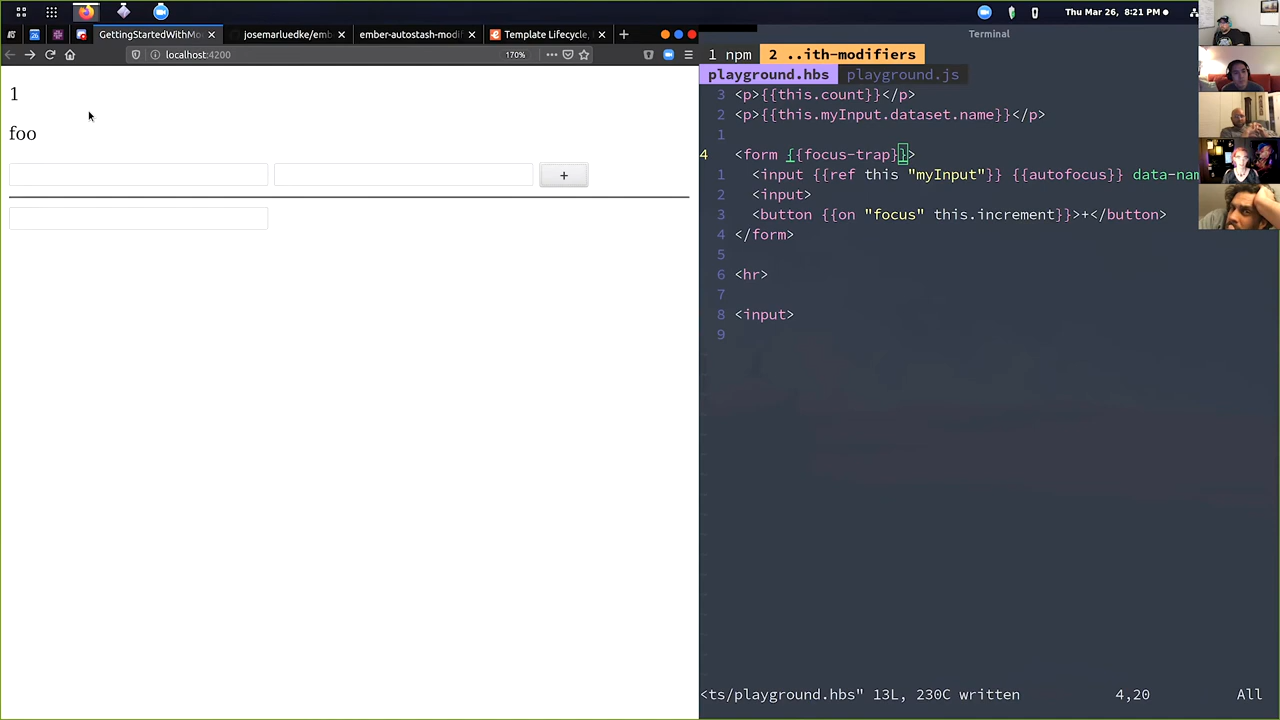 Thu Mar 26, 8:21 PM
GettingStartedWithMo
josemarluedke/emb
ember-autostash-modif
Template Lifecycle,
localhost:4200
170%
1
foo
+
Terminal
1 npm 2 ..ith-modifiers
playground.hbs playground.js
3 <p>{{this.count}}</p>
2 <p>{{this.myInput.dataset.name}}</p>
1
4 <form {{focus-trap}}>
1 <input {{ref this "myInput"}} {{autofocus}} data-nam
2 <input>
3 <button {{on "focus" this.increment}}>+</button>
4 </form>
5
6 <hr>
7
8 <input>
9
<ts/playground.hbs" 13L, 230C written 4,20 All